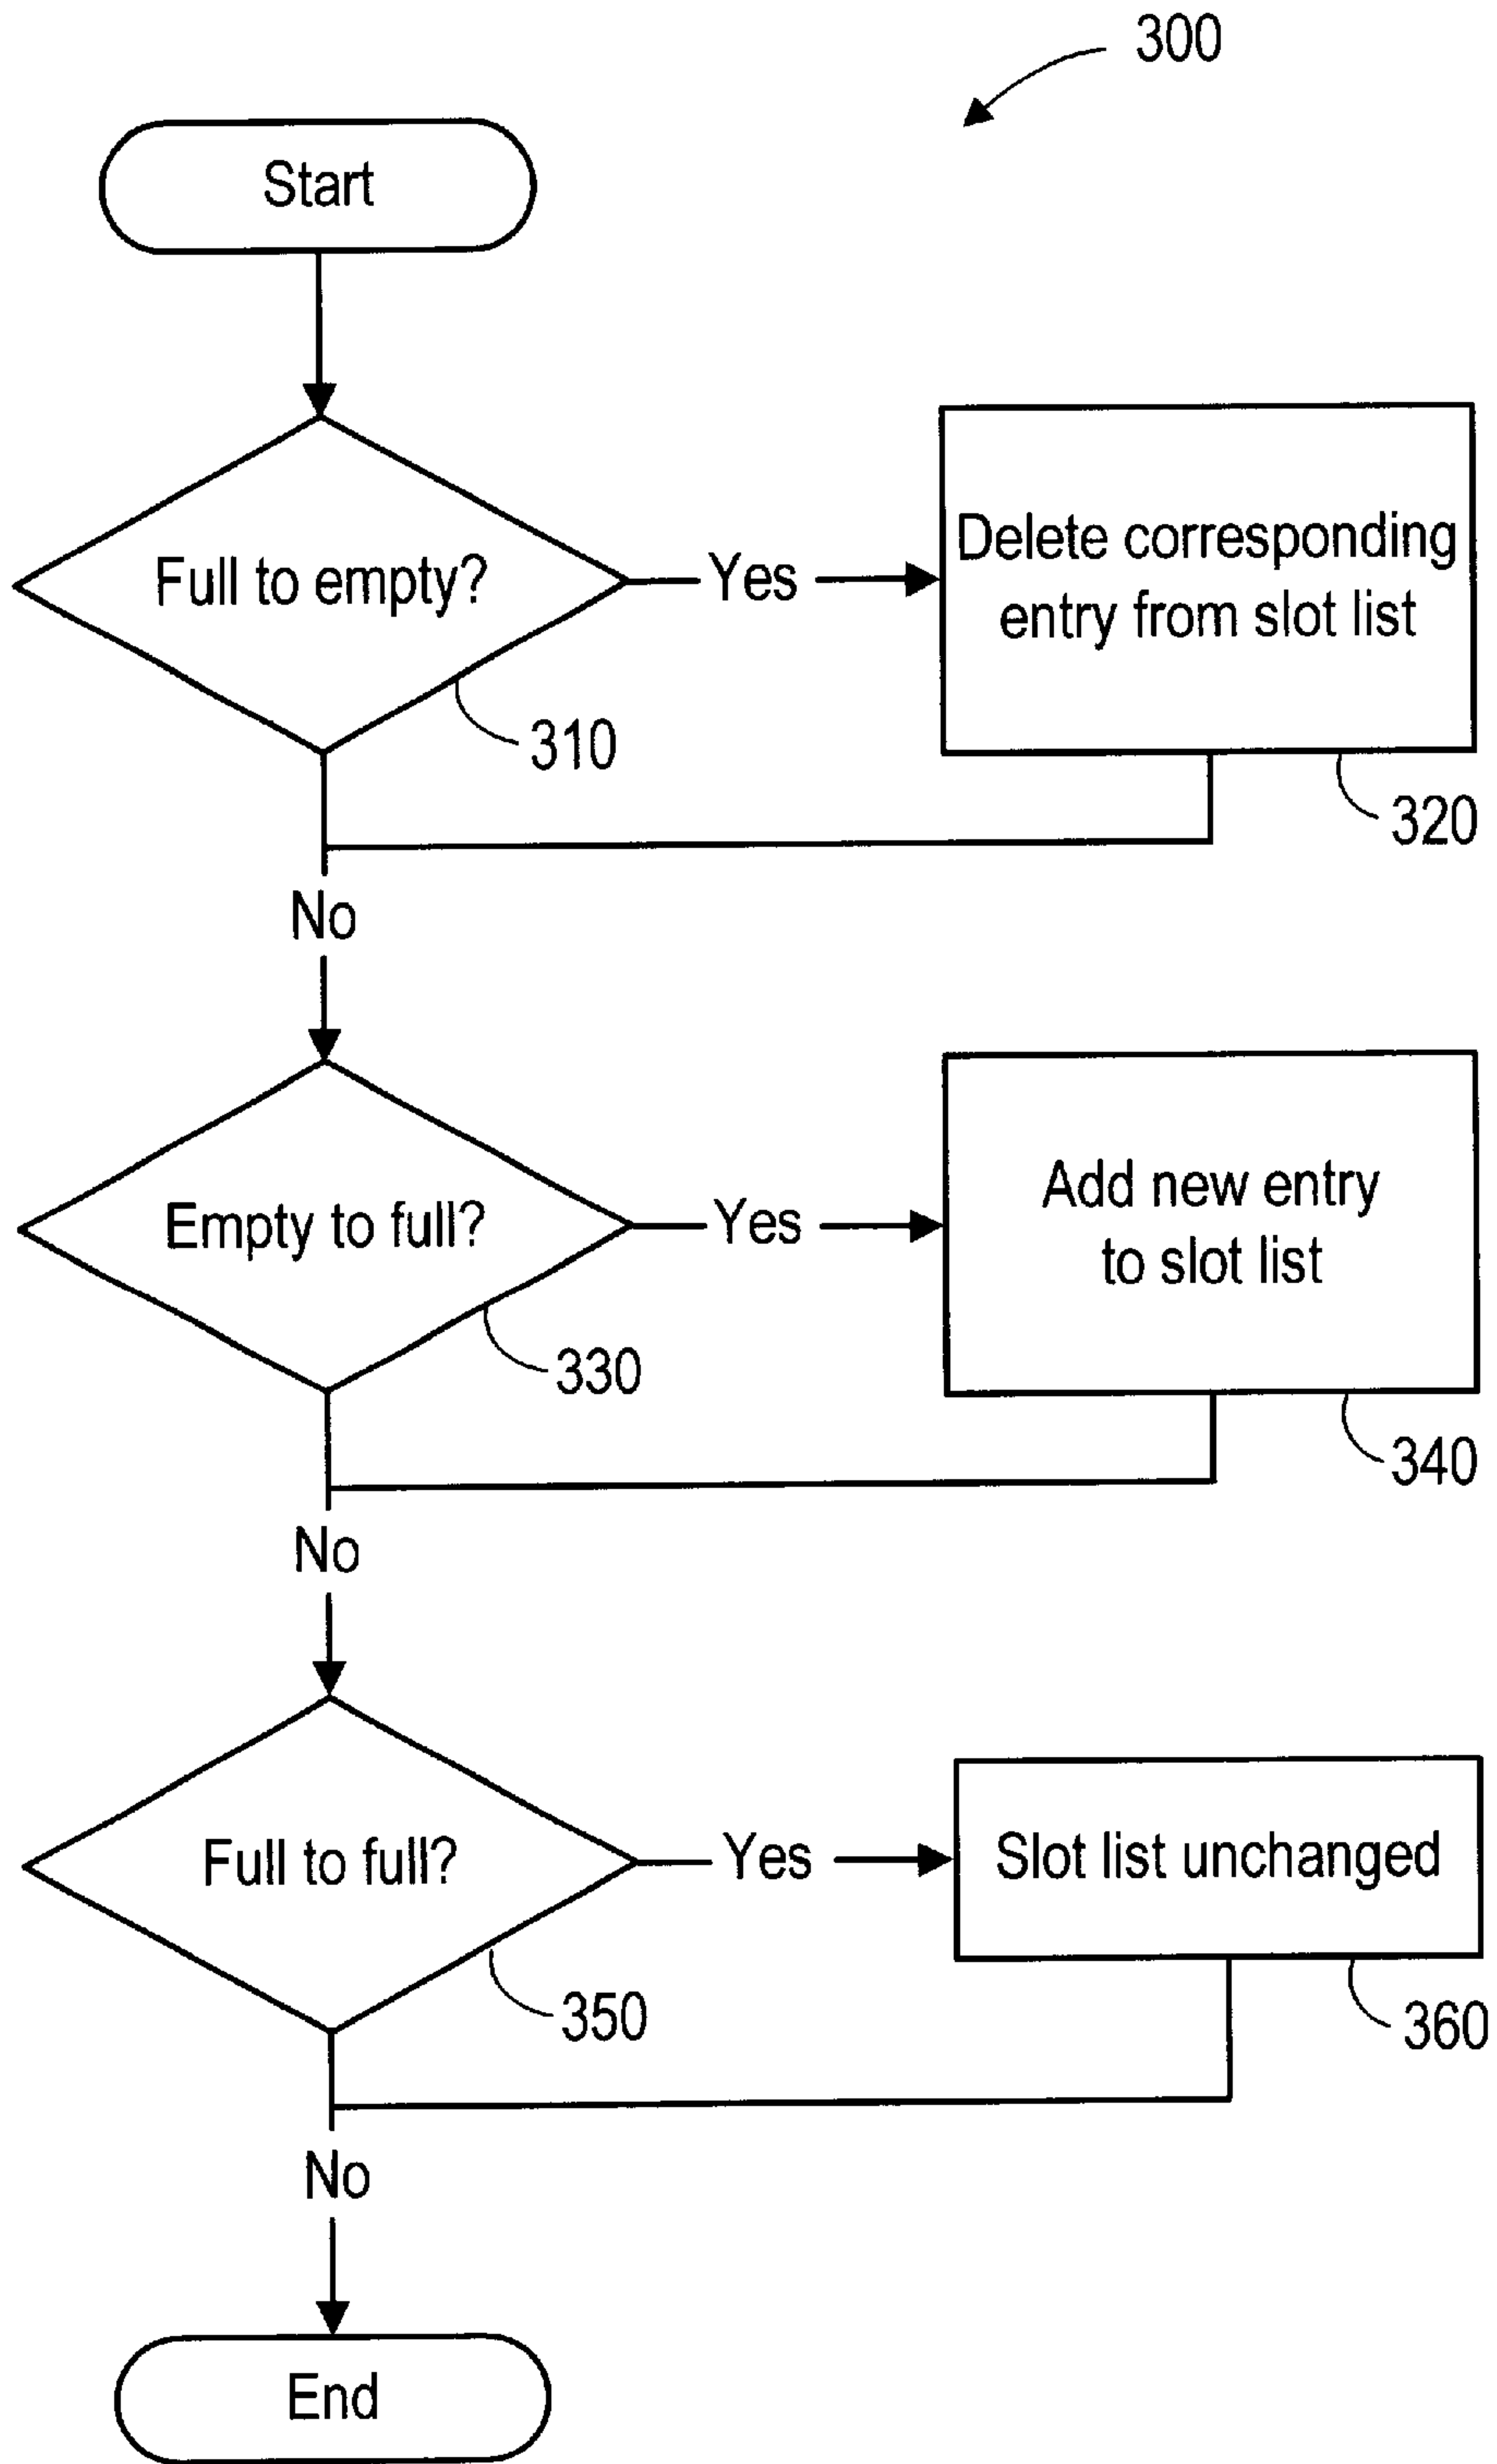 300
Start
Full to empty?
Yes
Delete corresponding
entry from slot list
310
320
No
Empty to full?
Yes
Add new entry
to slot list
330
340
No
Full to full?
Yes
Slot list unchanged
350
360
No
End